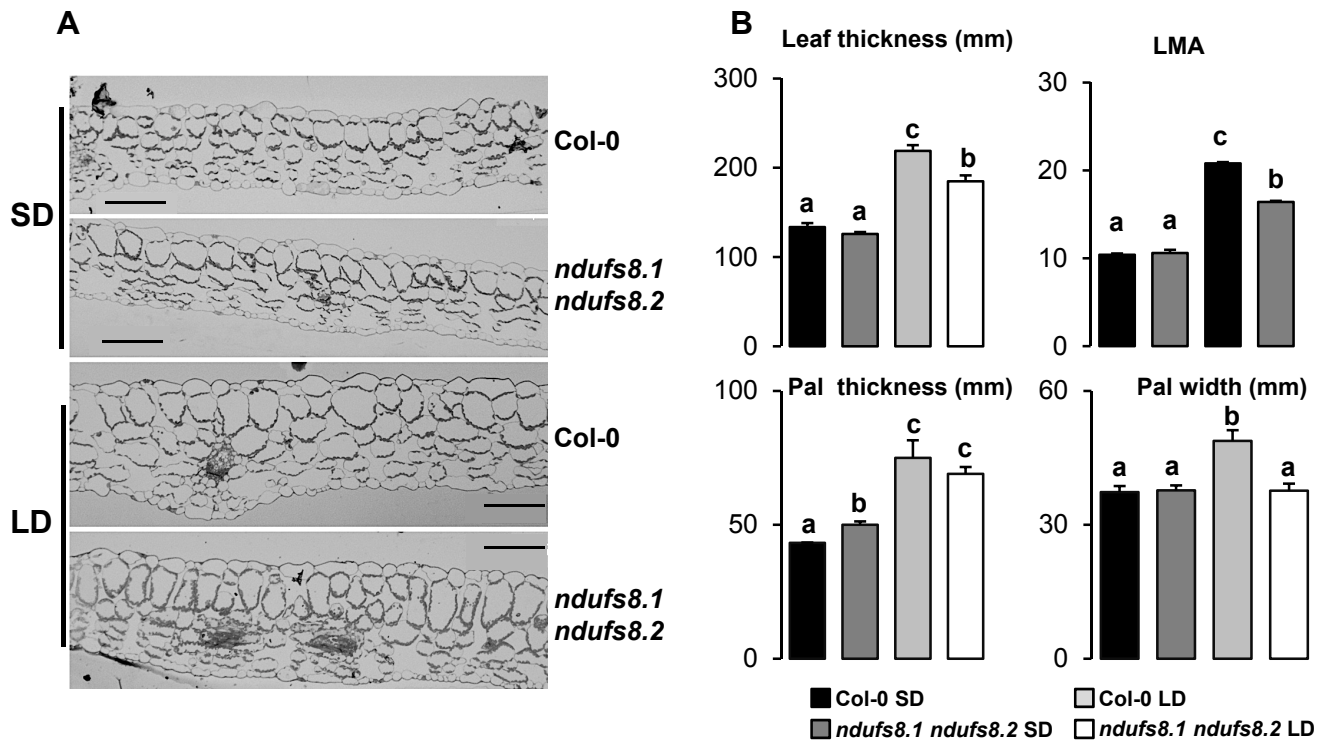 A
SD
Col-0
ndufs8.1
ndufs8.2
LD
Col-0
ndufs8.1
ndufs8.2
B
Leaf thickness (mm)
300
200
100
0
a
a
c
b
LMA
30
20
10
0
a
a
c
b
Pal thickness (mm)
100
50
0
a
b
c
c
Pal width (mm)
60
30
0
a
a
b
a
Col-0 SD
Col-0 LD
ndufs8.1 ndufs8.2 SD
ndufs8.1 ndufs8.2 LD